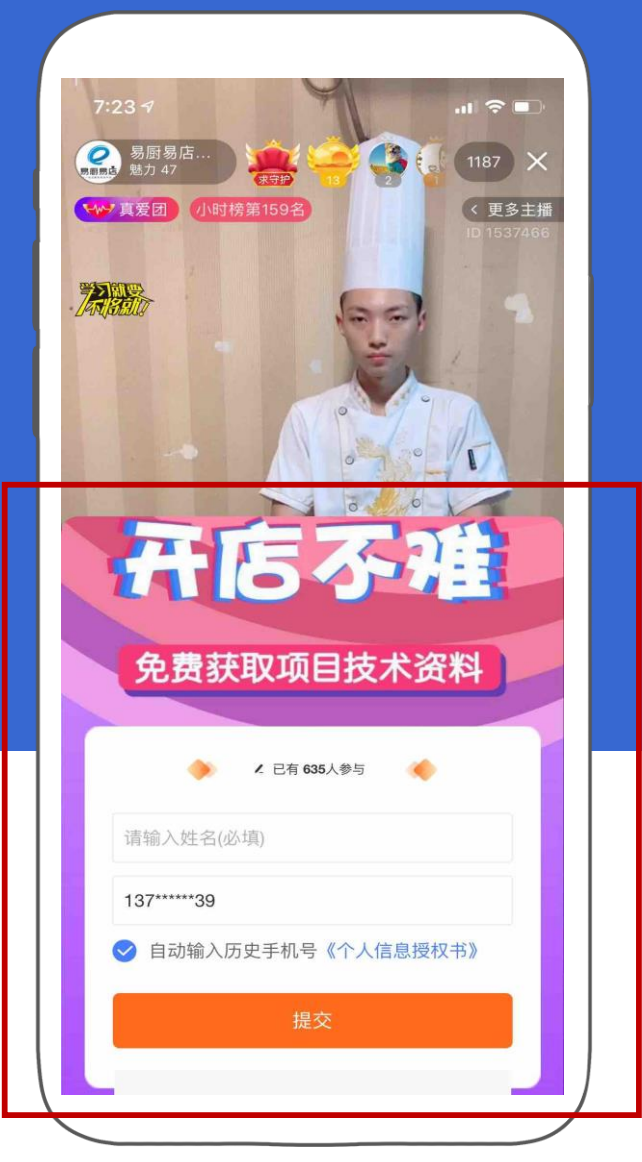 7:23
易厨易店...
魅力 47
易厨易店
求守护
13
2
1
1187
真爱团
小时榜第159名
更多主播
ID 1537466
学习就要
不将就!
开店不难
免费获取项目技术资料
已有 635人参与
请输入姓名(必填)
137******39
自动输入历史手机号《个人信息授权书》
提交